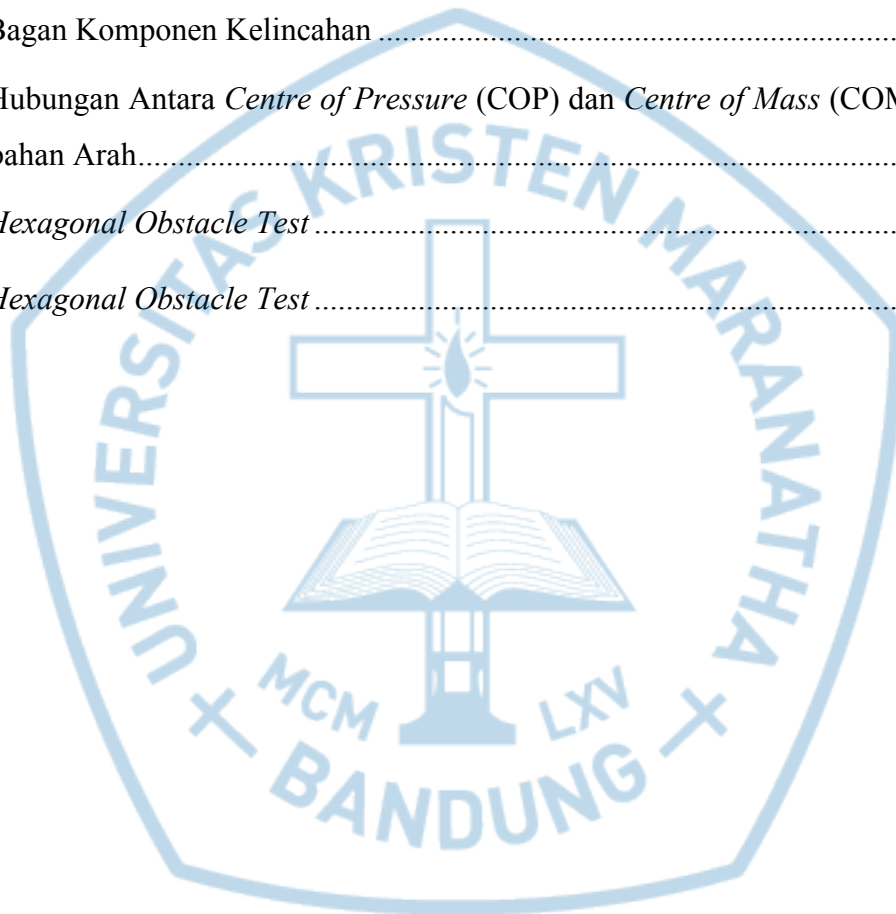 Bagan Komponen Kelincahan ........................................................................
Hubungan Antara Centre of Pressure (COP) dan Centre of Mass (COM
bahan Arah........................................................................................................
Hexagonal Obstacle Test ..................................................................................
Hexagonal Obstacle Test ..................................................................................
UNIVERSITAS KRISTEN MARANATHA
MCM LXV
BANDUNG